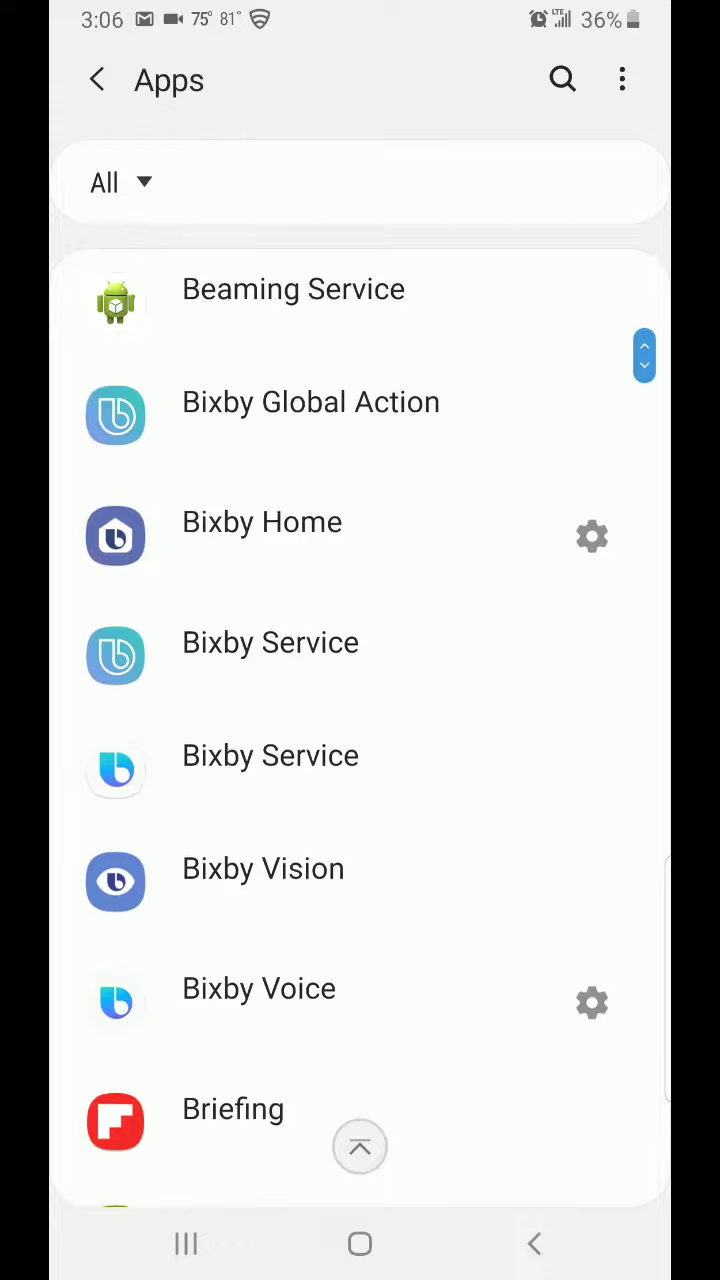 3:06 75° 81° LTE 36%
Apps
All
Beaming Service
Bixby Global Action
Bixby Home
Bixby Service
Bixby Service
Bixby Vision
Bixby Voice
Briefing